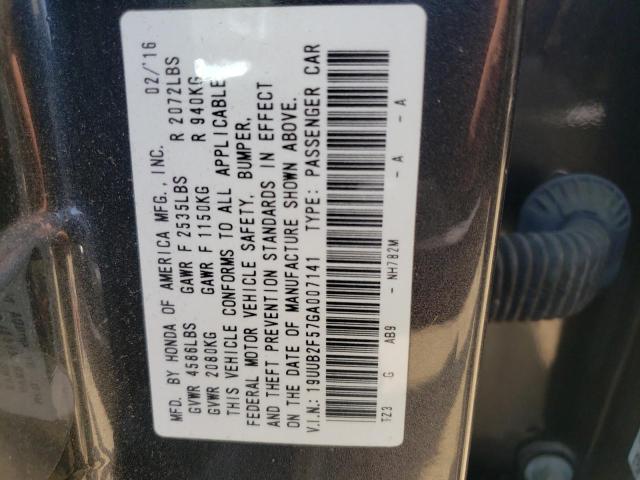 MFD. BY HONDA OF AMERICA MFG., INC. 02/'16
GVWR 4586LBS GAWR F 2535LBS R 2072LBS
GVWR 2080KG GAWR F 1150KG R 940KG
THIS VEHICLE CONFORMS TO ALL APPLICABLE
FEDERAL MOTOR VEHICLE SAFETY, BUMPER,
AND THEFT PREVENTION STANDARDS IN EFFECT
ON THE DATE OF MANUFACTURE SHOWN ABOVE.
V.I.N.: 19UUB2F57GA007141 TYPE: PASSENGER CAR
TZ3 G AB9 - NH782M - A - A